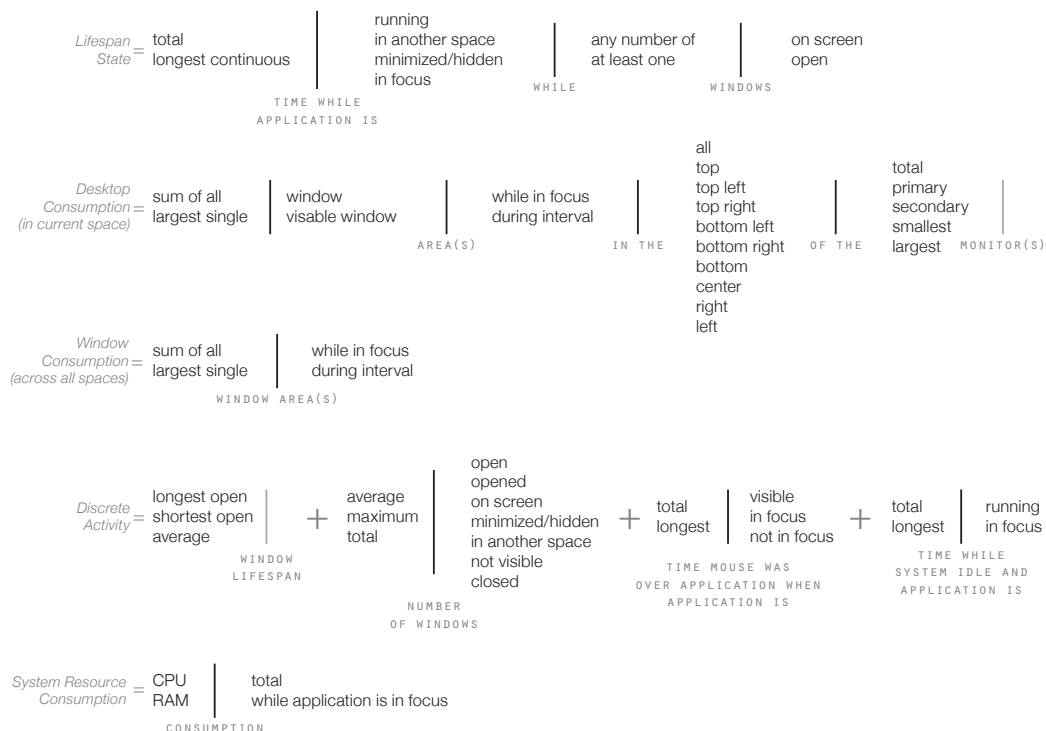 Lifespan
State
=
total
longest continuous
TIME WHILE
APPLICATION IS
running
in another space
minimized/hidden
in focus
WHILE
any number of
at least one
WINDOWS
on screen
open
Desktop
Consumption
(in current space)
=
sum of all
largest single
window
visable window
AREA(S)
while in focus
during interval
IN THE
all
top
top left
top right
bottom left
bottom right
bottom
center
right
left
OF THE
total
primary
secondary
smallest
largest
MONITOR(S)
Window
Consumption
(across all spaces)
=
sum of all
largest single
WINDOW AREA(S)
while in focus
during interval
Discrete
Activity
=
longest open
shortest open
average
WINDOW
LIFESPAN
+
average
maximum
total
NUMBER
OF WINDOWS
open
opened
on screen
minimized/hidden
in another space
not visible
closed
+
total
longest
TIME MOUSE WAS
OVER APPLICATION WHEN
APPLICATION IS
visible
in focus
not in focus
+
total
longest
TIME WHILE
SYSTEM IDLE AND
APPLICATION IS
running
in focus
System Resource
Consumption
=
CPU
RAM
CONSUMPTION
total
while application is in focus